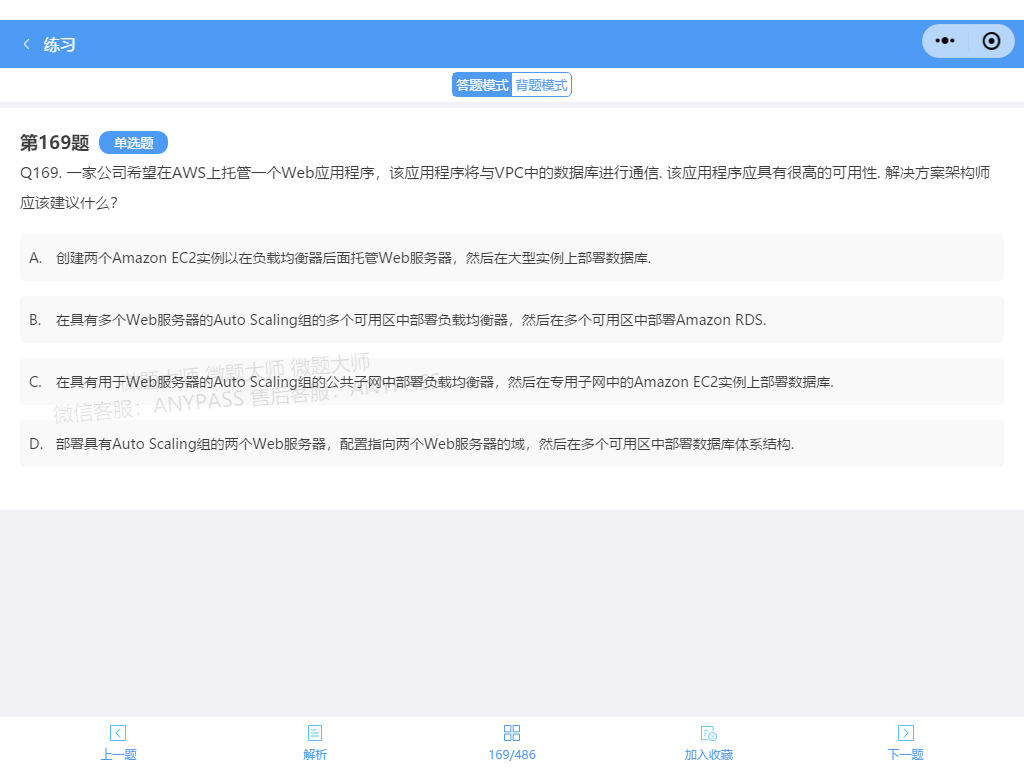 练习
答题模式 背题模式
第169题 单选题
Q169. 一家公司希望在AWS上托管一个Web应用程序，该应用程序将与VPC中的数据库进行通信. 该应用程序应具有很高的可用性. 解决方案架构师
应该建议什么？
A. 创建两个Amazon EC2实例以在负载均衡器后面托管Web服务器，然后在大型实例上部署数据库.
B. 在具有多个Web服务器的Auto Scaling组的多个可用区中部署负载均衡器，然后在多个可用区中部署Amazon RDS.
微题大师 微题大师 微题大师
C. 在具有用于Web服务器的Auto Scaling组的公共子网中部署负载均衡器，然后在专用子网中的Amazon EC2实例上部署数据库.
微信客服：ANYPASS 售后客服：ANYPASS
D. 部署具有Auto Scaling组的两个Web服务器，配置指向两个Web服务器的域，然后在多个可用区中部署数据库体系结构.
上一题 解析 169/486 加入收藏 下一题